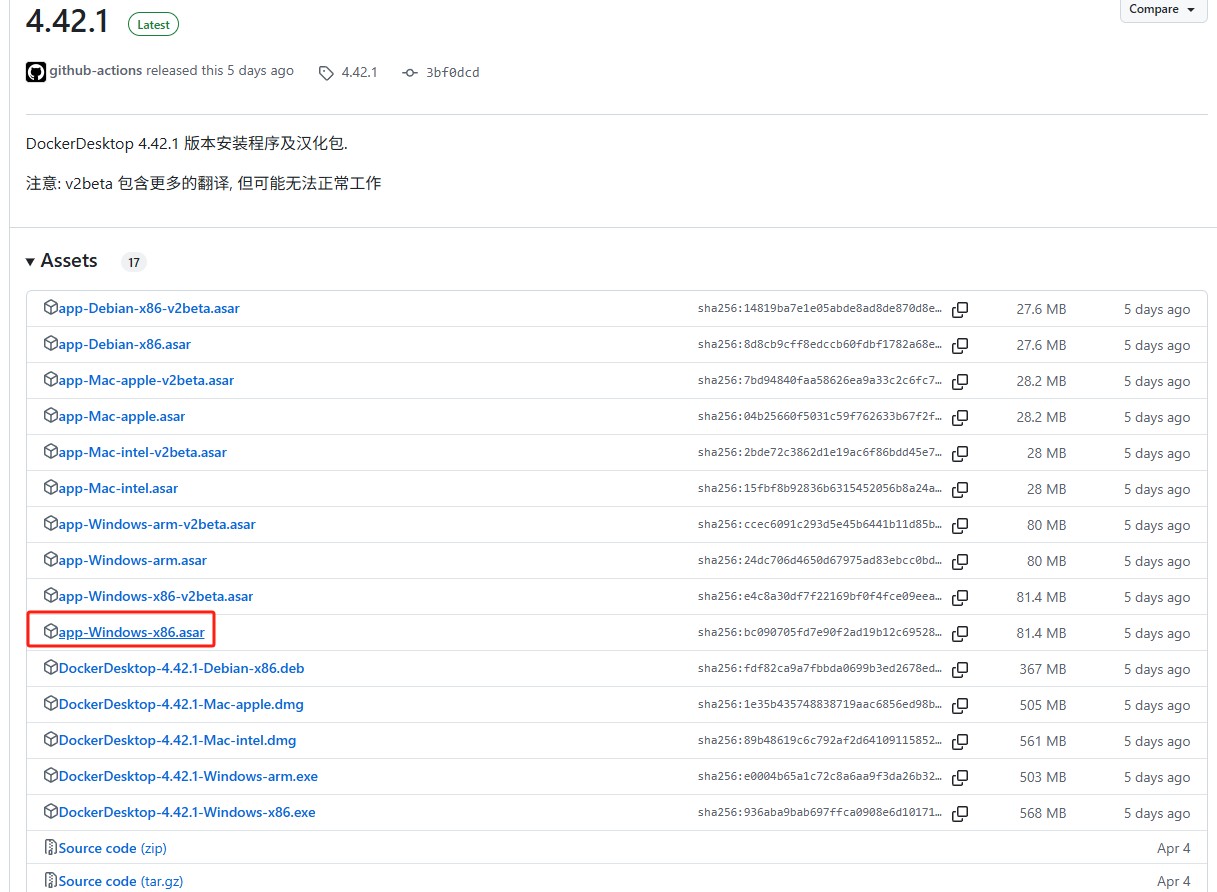 4.42.1 Latest Compare
github-actions released this 5 days ago 4.42.1 3bf0dcd
DockerDesktop 4.42.1 版本安装程序及汉化包.
注意: v2beta 包含更多的翻译, 但可能无法正常工作
Assets 17
app-Debian-x86-v2beta.asar sha256:14819ba7e1e05abde8ad8de870d8e… 27.6 MB 5 days ago
app-Debian-x86.asar sha256:8d8cb9cff8edccb60fdbf1782a68e… 27.6 MB 5 days ago
app-Mac-apple-v2beta.asar sha256:7bd94840faa58626ea9a33c2c6fc7… 28.2 MB 5 days ago
app-Mac-apple.asar sha256:04b25660f5031c59f762633b67f2f… 28.2 MB 5 days ago
app-Mac-intel-v2beta.asar sha256:2bde72c3862d1e19ac6f86bdd45e7… 28 MB 5 days ago
app-Mac-intel.asar sha256:15fbf8b92836b6315452056b8a24a… 28 MB 5 days ago
app-Windows-arm-v2beta.asar sha256:ccec6091c293d5e45b6441b11d85b… 80 MB 5 days ago
app-Windows-arm.asar sha256:24dc706d4650d67975ad83ebcc0bd… 80 MB 5 days ago
app-Windows-x86-v2beta.asar sha256:e4c8a30df7f22169bf0f4fce09eea… 81.4 MB 5 days ago
app-Windows-x86.asar sha256:bc090705fd7e90f2ad19b12c69528… 81.4 MB 5 days ago
DockerDesktop-4.42.1-Debian-x86.deb sha256:fdf82ca9a7fbbda0699b3ed2678ed… 367 MB 5 days ago
DockerDesktop-4.42.1-Mac-apple.dmg sha256:1e35b435748838719aac6856ed98b… 505 MB 5 days ago
DockerDesktop-4.42.1-Mac-intel.dmg sha256:89b48619c6c792af2d64109115852… 561 MB 5 days ago
DockerDesktop-4.42.1-Windows-arm.exe sha256:e0004b65a1c72c8a6aa9f3da26b32… 503 MB 5 days ago
DockerDesktop-4.42.1-Windows-x86.exe sha256:936aba9bab697ffca0908e6d10171… 568 MB 5 days ago
Source code (zip) Apr 4
Source code (tar.gz) Apr 4